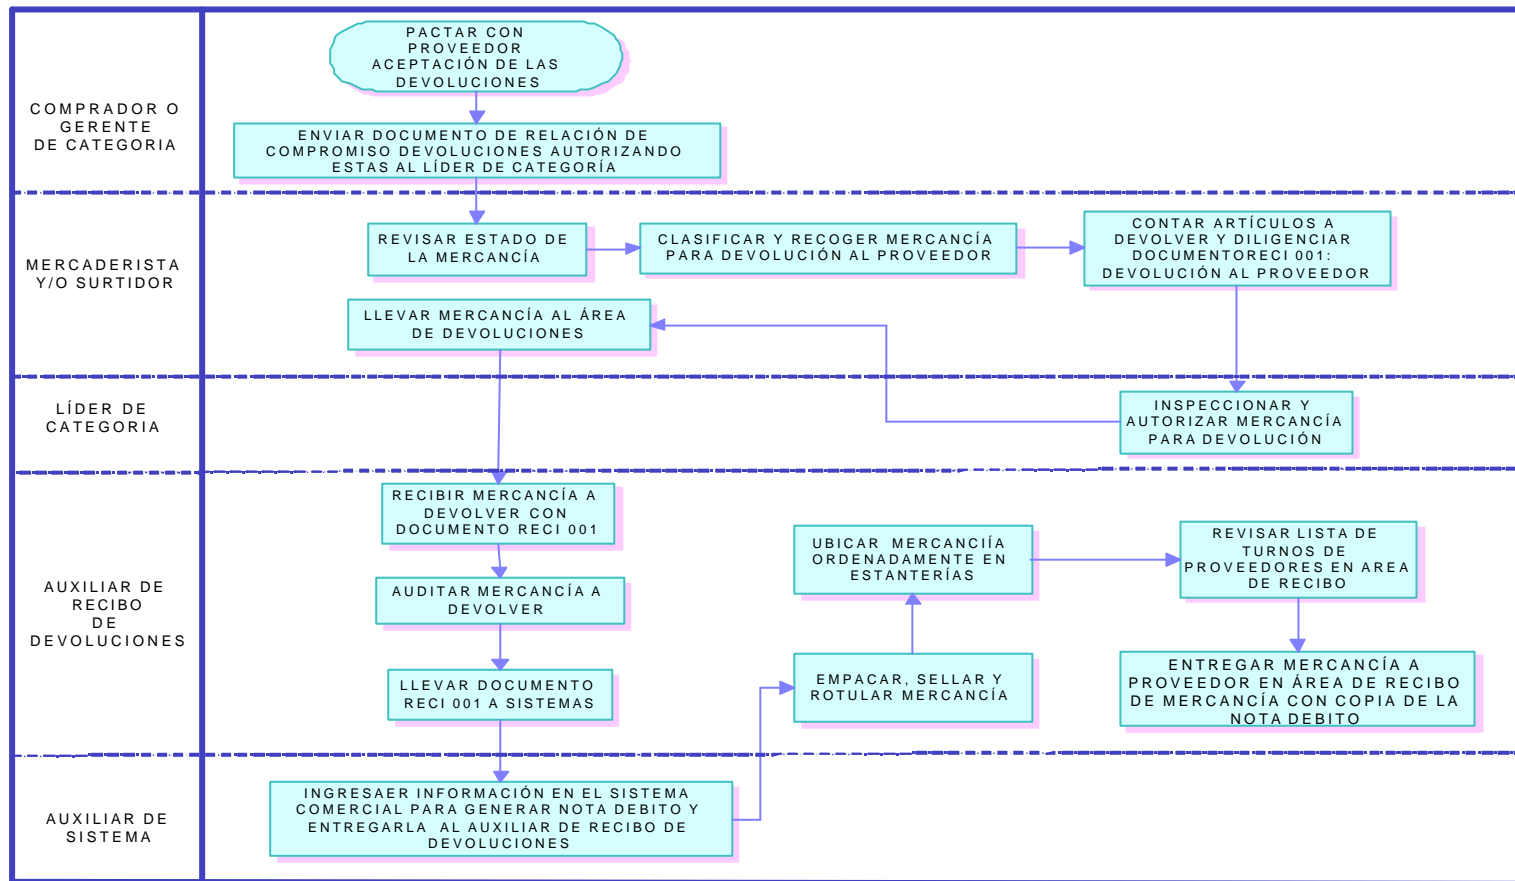 PACTAR CON
PROVEEDOR
ACEPTACIÓN DE LAS
DEVOLUCIONES
COMPRADOR O
GERENTE
DE CATEGORIA
ENVIAR DOCUMENTO DE RELACIÓN DE
COMPROMISO DEVOLUCIONES AUTORIZANDO
ESTAS AL LÍDER DE CATEGORÍA
MERCADERISTA
Y/O SURTIDOR
REVISAR ESTADO DE
LA MERCANCÍA
CLASIFICAR Y RECOGER MERCANCÍA
PARA DEVOLUCIÓN AL PROVEEDOR
CONTAR ARTÍCULOS A
DEVOLVER Y DILIGENCIAR
DOCUMENTORECI 001:
DEVOLUCIÓN AL PROVEEDOR
LLEVAR MERCANCÍA AL ÁREA
DE DEVOLUCIONES
LÍDER DE
CATEGORIA
INSPECCIONAR Y
AUTORIZAR MERCANCÍA
PARA DEVOLUCIÓN
AUXILIAR DE
RECIBO
DE
DEVOLUCIONES
RECIBIR MERCANCÍA A
DEVOLVER CON
DOCUMENTO RECI 001
AUDITAR MERCANCÍA A
DEVOLVER
LLEVAR DOCUMENTO
RECI 001 A SISTEMAS
UBICAR MERCANCIÍA
ORDENADAMENTE EN
ESTANTERÍAS
EMPACAR, SELLAR Y
ROTULAR MERCANCÍA
REVISAR LISTA DE
TURNOS DE
PROVEEDORES EN AREA
DE RECIBO
ENTREGAR MERCANCÍA A
PROVEEDOR EN ÁREA DE RECIBO
DE MERCANCÍA CON COPIA DE LA
NOTA DEBITO
AUXILIAR DE
SISTEMA
INGRESAER INFORMACIÓN EN EL SISTEMA
COMERCIAL PARA GENERAR NOTA DEBITO Y
ENTREGARLA AL AUXILIAR DE RECIBO DE
DEVOLUCIONES